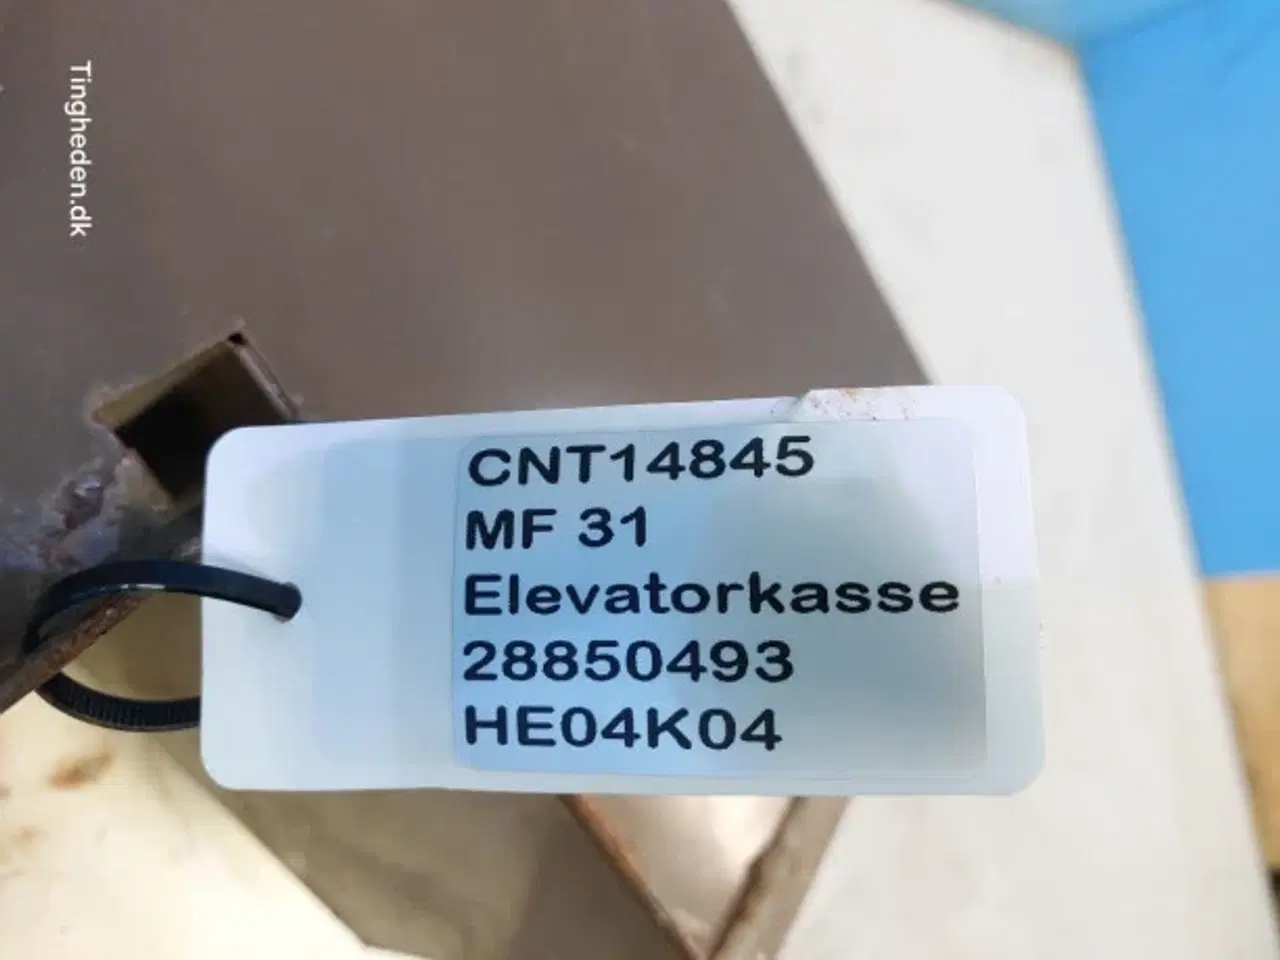 Tingheden.dk
CNT14845
MF 31
Elevatorkasse
28850493
HE04K04